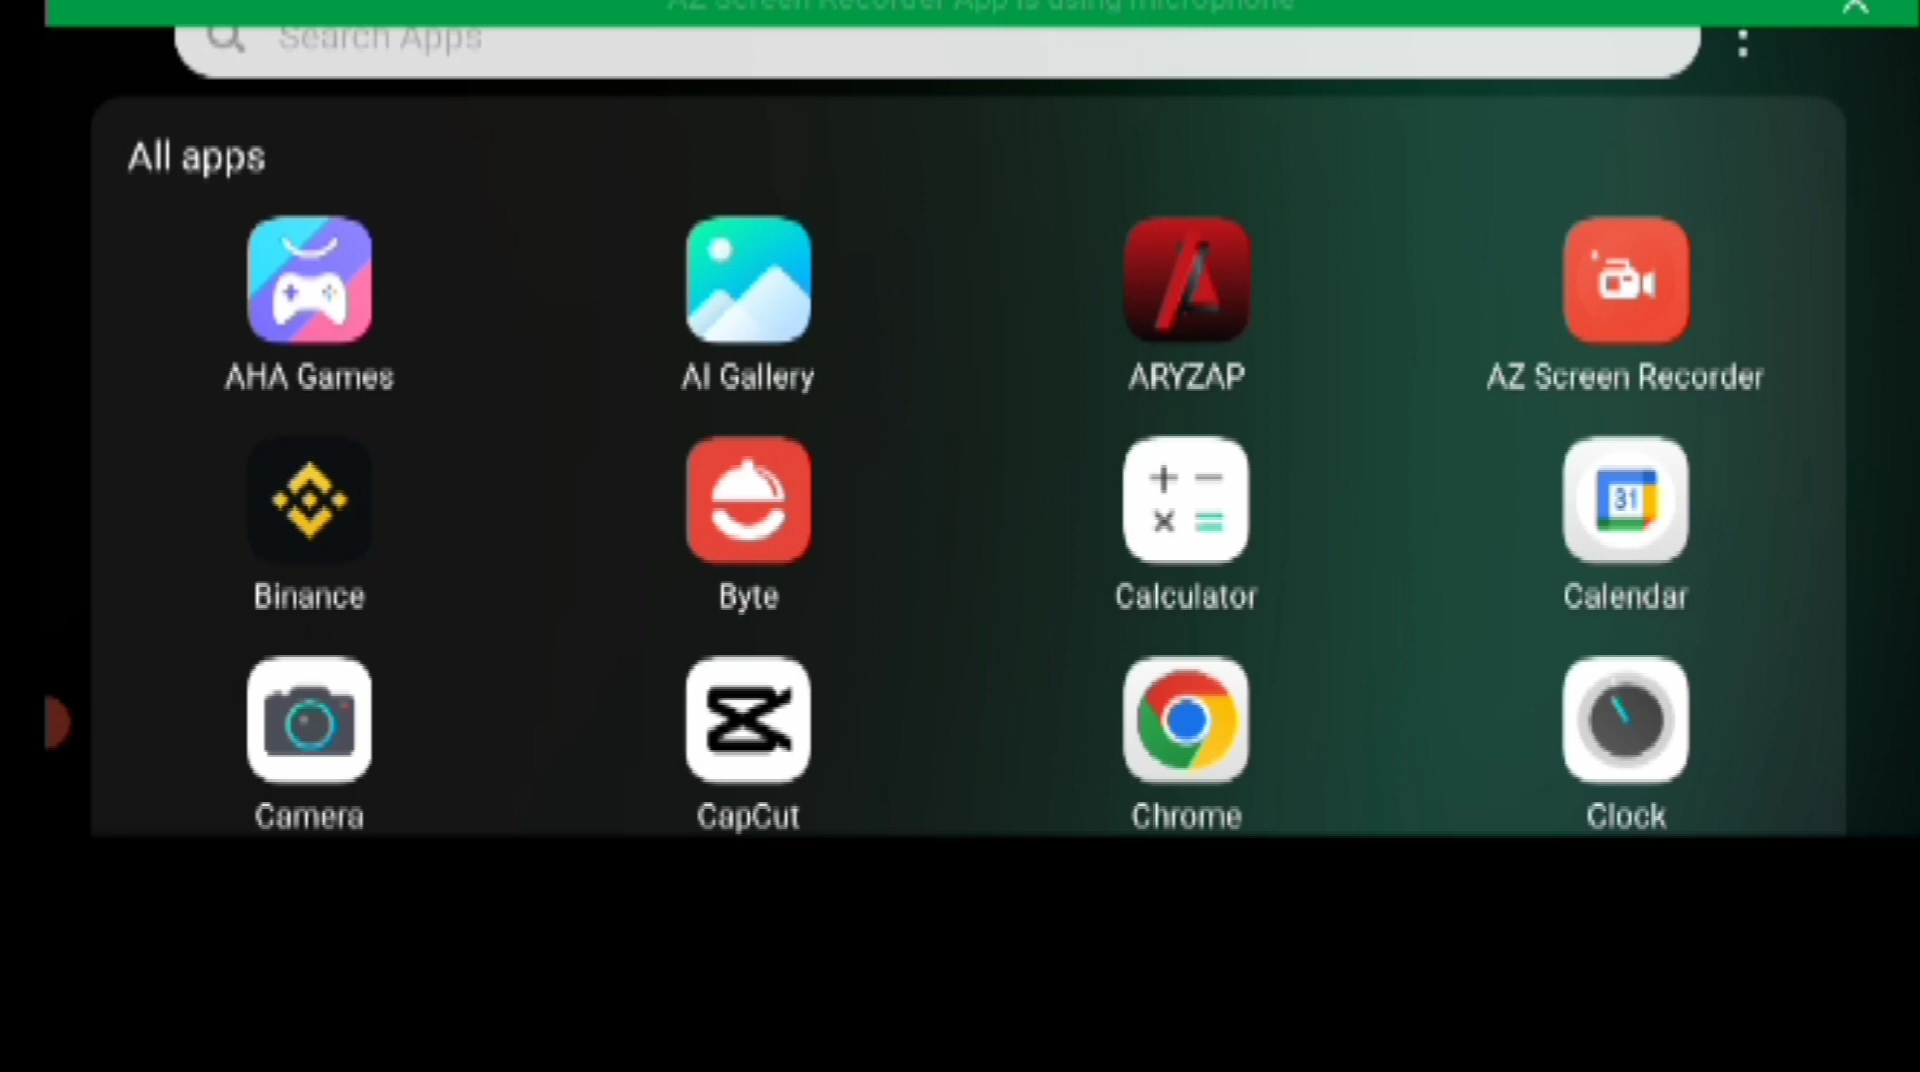 AZ Screen Recorder App is using microphone
Search Apps
All apps
AHA Games
AI Gallery
ARYZAP
AZ Screen Recorder
Binance
Byte
Calculator
Calendar
31
Camera
CapCut
Chrome
Clock